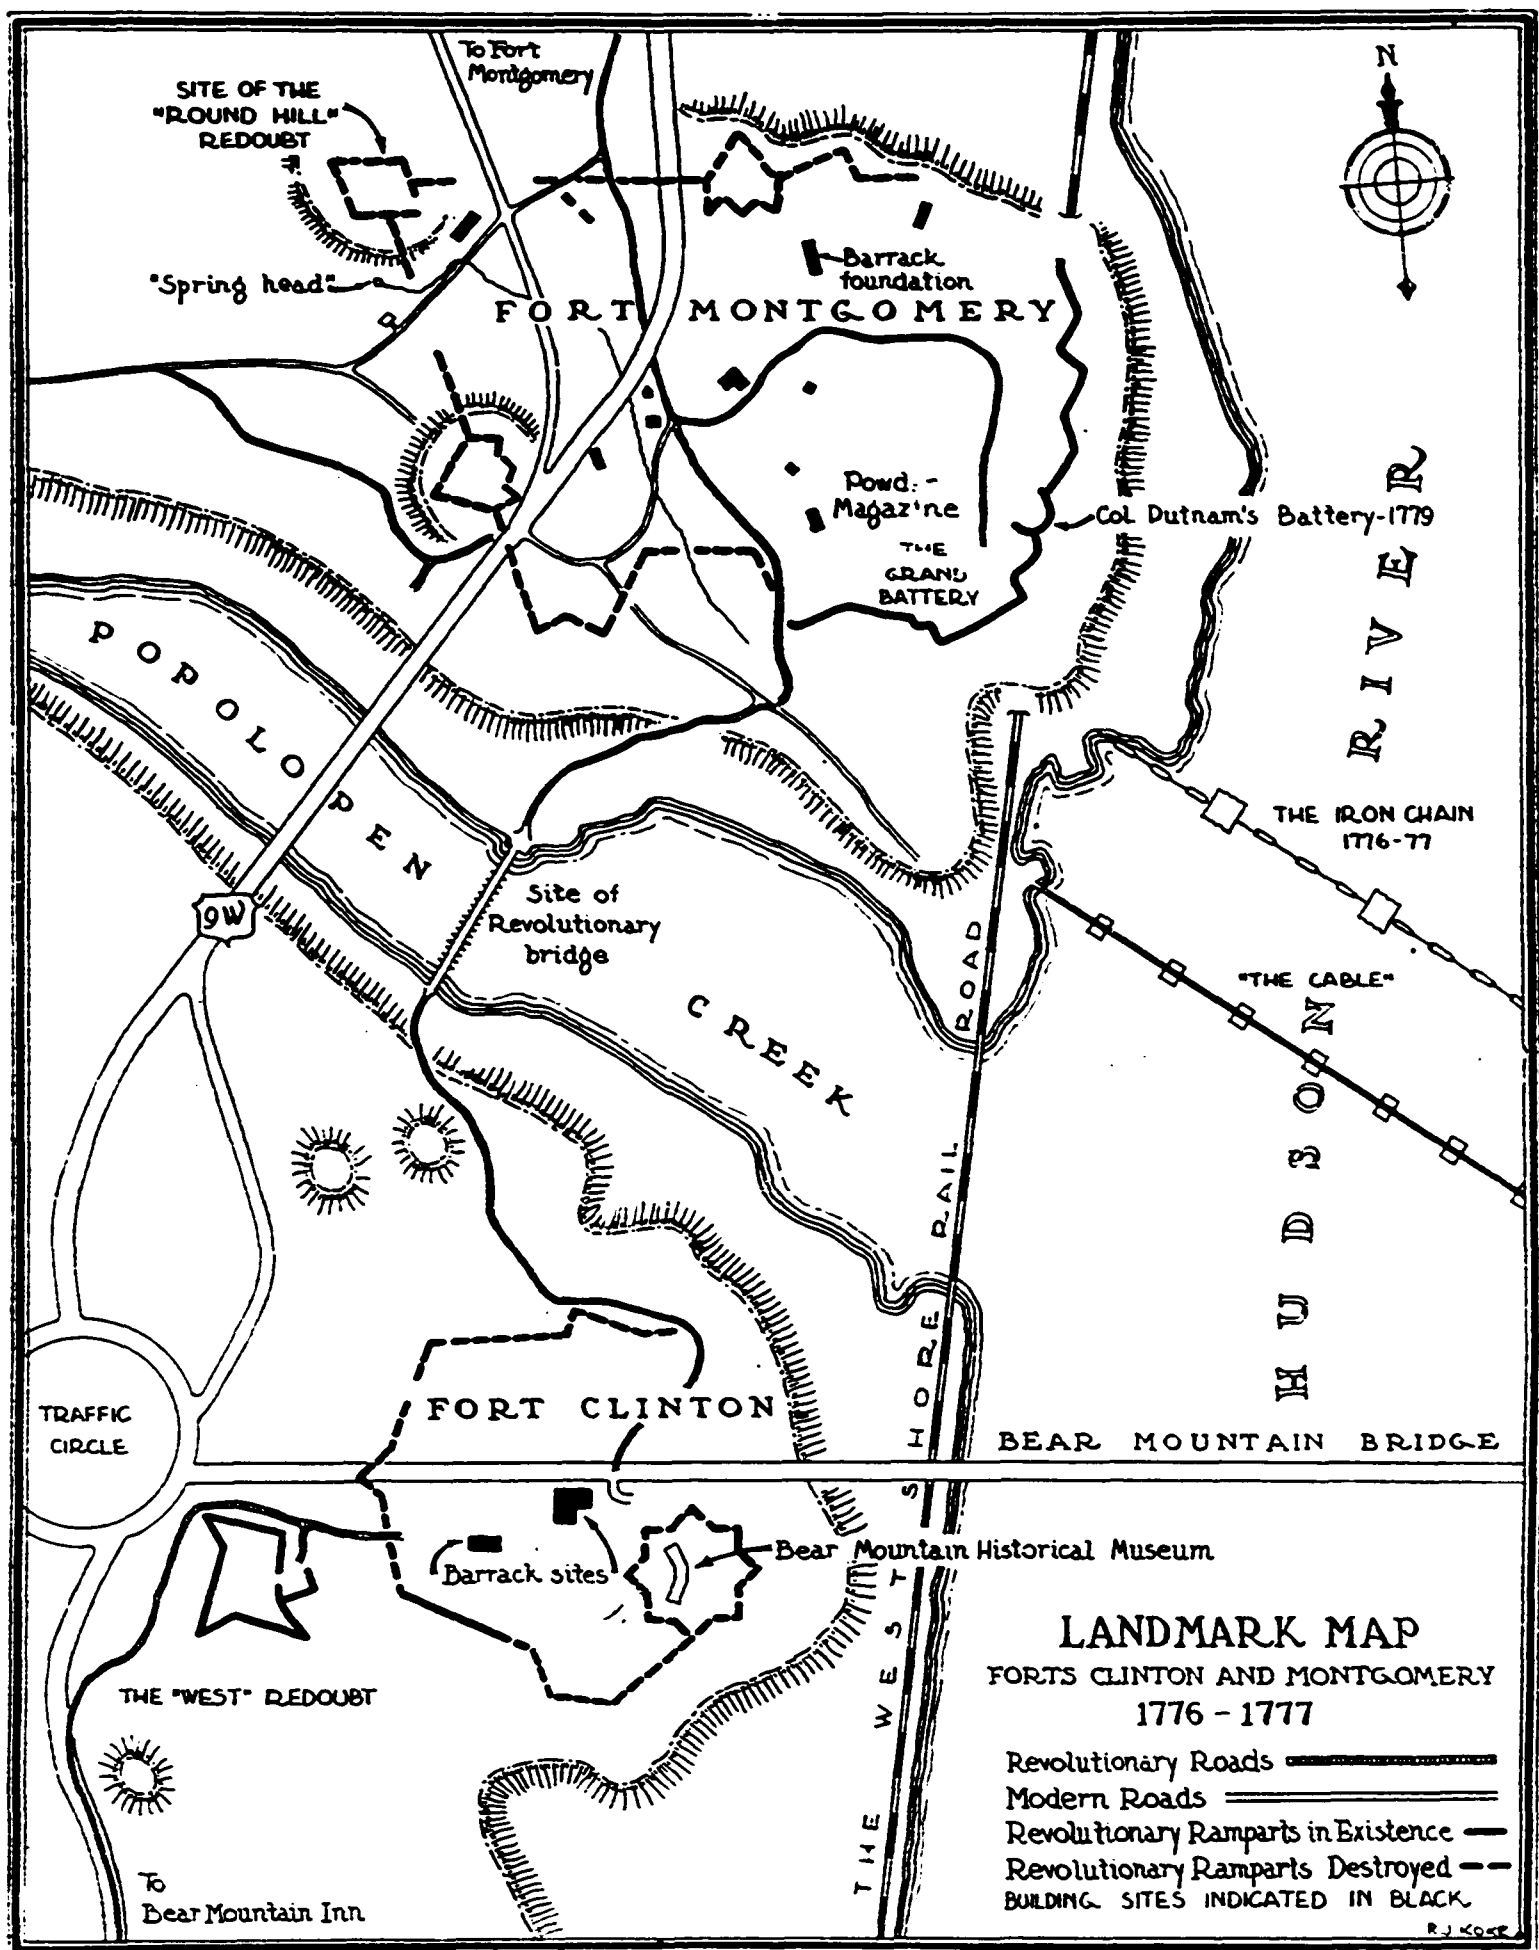 To Fort
Montgomery
N
SITE OF THE
"ROUND HILL"
REDOUBT
"Spring head"
Barrack
foundation
FORT MONTGOMERY
Powd.-
Magazine
THE
GRAND
BATTERY
Col. Putnam's Battery-1779
HUDSON RIVER
POPOLOPEN
CREEK
9W
Site of
Revolutionary
bridge
THE IRON CHAIN
1776-77
"THE CABLE"
THE WEST SHORE RAIL ROAD
TRAFFIC
CIRCLE
FORT CLINTON
BEAR MOUNTAIN BRIDGE
Barrack sites
Bear Mountain Historical Museum
THE "WEST" REDOUBT
To
Bear Mountain Inn
LANDMARK MAP
FORTS CLINTON AND MONTGOMERY
1776 - 1777
Revolutionary Roads
Modern Roads
Revolutionary Ramparts in Existence
Revolutionary Ramparts Destroyed
BUILDING SITES INDICATED IN BLACK